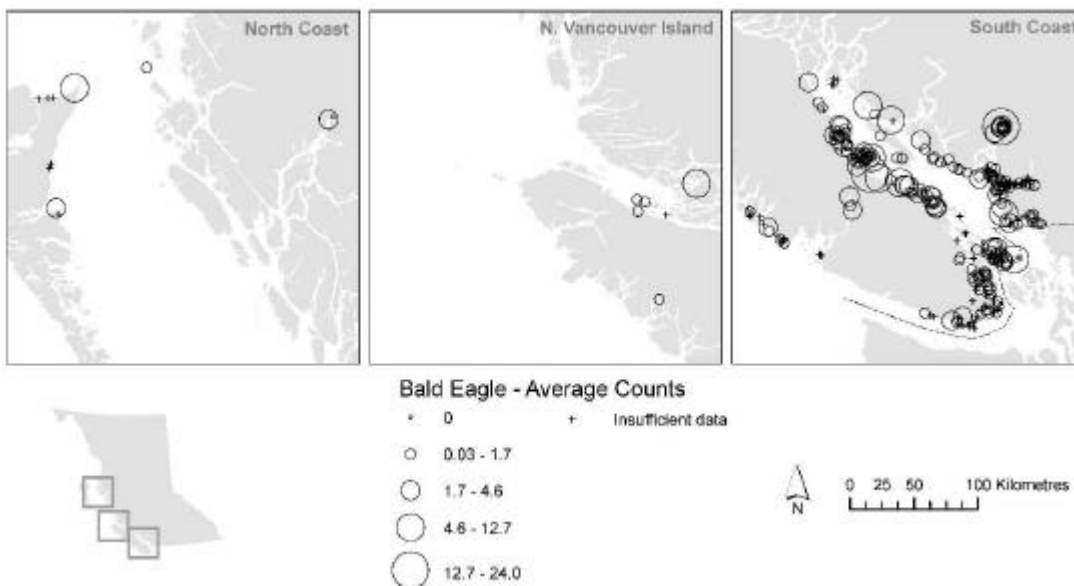 North Coast
N. Vancouver Island
South Coast
Bald Eagle - Average Counts
0
Insufficient data
0.03 - 1.7
1.7 - 4.6
4.6 - 12.7
12.7 - 24.0
N
0 25 50 100 Kilometres